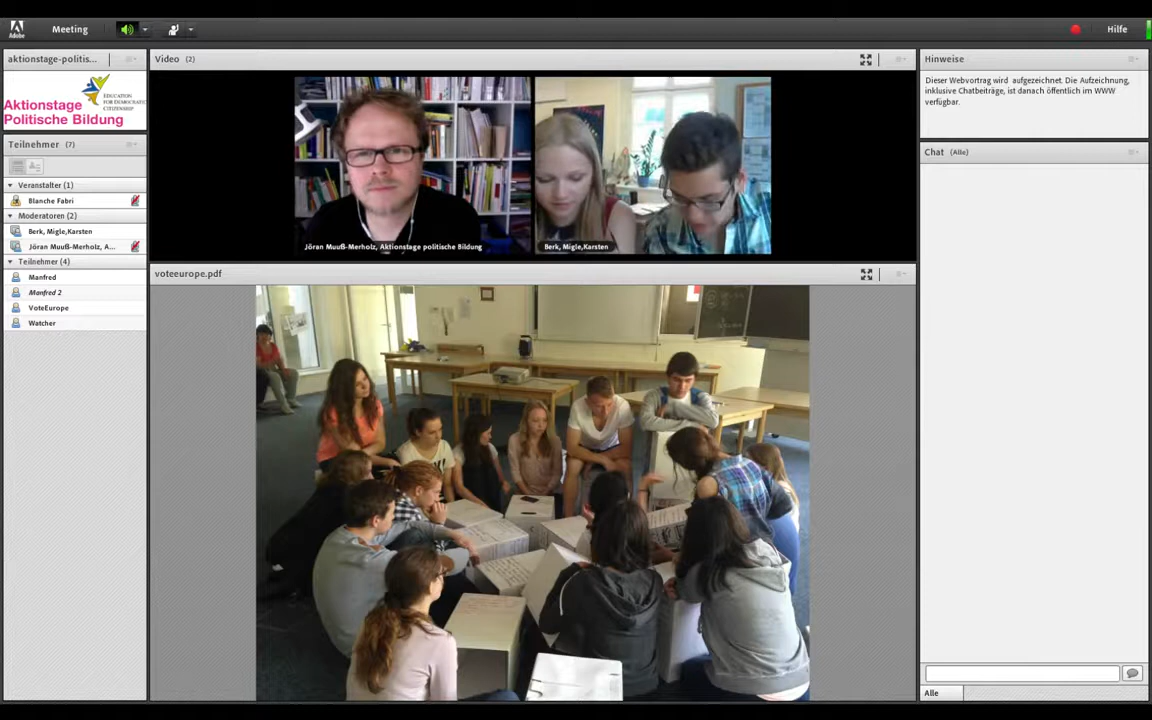 Adobe
Meeting
Hilfe
aktionstage-politis...
EDUCATION
FOR DEMOCRATIC
CITIZENSHIP
Aktionstage
Politische Bildung
Teilnehmer (7)
Veranstalter (1)
Blanche Fabri
Moderatoren (2)
Berk, Migle,Karsten
Jöran Muuß-Merholz, A...
Teilnehmer (4)
Manfred
Manfred 2
VoteEurope
Watcher
Video (2)
Jöran Muuß-Merholz, Aktionstage politische Bildung
Berk, Migle,Karsten
voteeurope.pdf
Hinweise
Dieser Webvortrag wird aufgezeichnet. Die Aufzeichnung,
inklusive Chatbeiträge, ist danach öffentlich im WWW
verfügbar.
Chat (Alle)
Alle